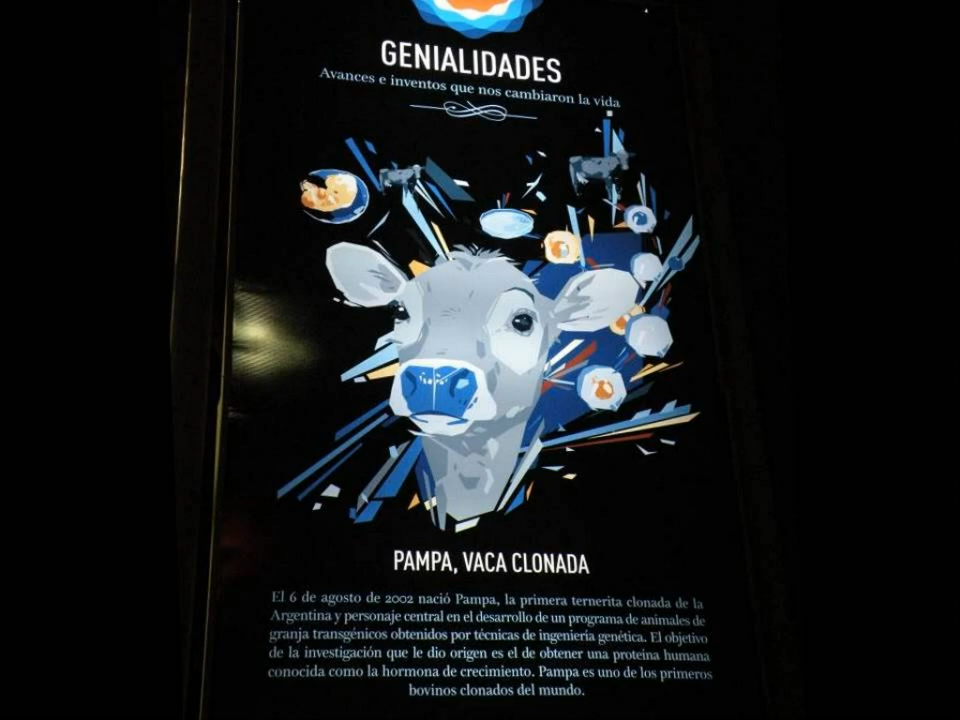 GENIALIDADES
Avances e inventos que nos cambiaron la vida
PAMPA, VACA CLONADA
El 6 de agosto de 2002 nació Pampa, la primera ternerita clonada de la
Argentina y personaje central en el desarrollo de un programa de animales de
granja transgénicos obtenidos por técnicas de ingeniería genética. El objetivo
de la investigación que le dio origen es el de obtener una proteína humana
conocida como la hormona de crecimiento. Pampa es uno de los primeros
bovinos clonados del mundo.